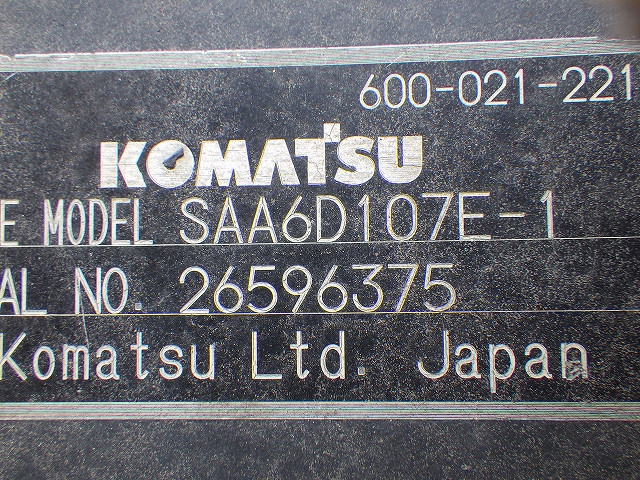 600-021-221
KOMATSU
E MODEL SAA6D107E-1
AL NO. 26596375
Komatsu Ltd. Japan